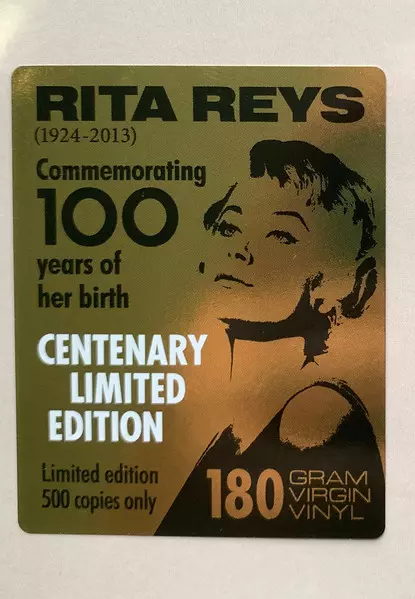 RITA REYS
(1924-2013)
Commemorating
100
years of
her birth
CENTENARY
LIMITED
EDITION
Limited edition
500 copies only
180 GRAM
VIRGIN
VINYL